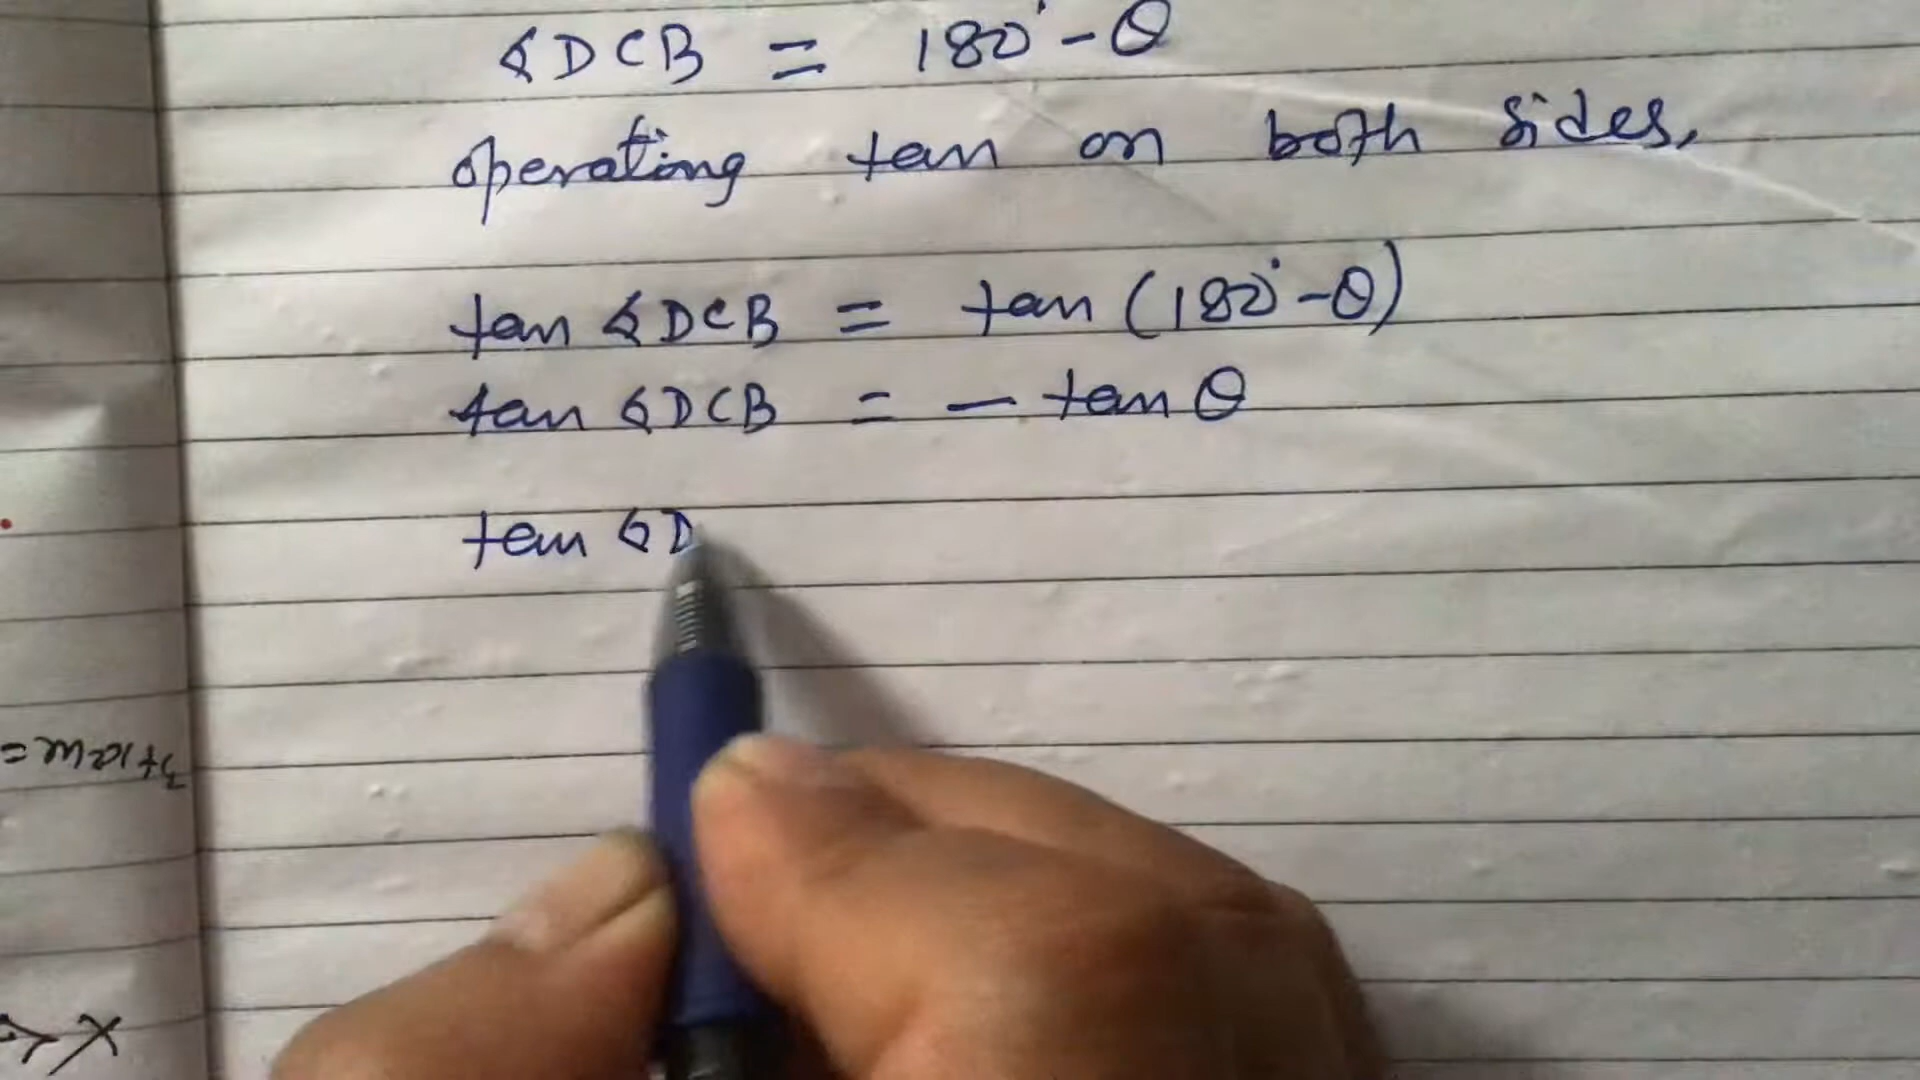 ∢DCB = 180° - θ
operating tan on both sides,
tan ∢DCB = tan (180° - θ)
tan ∢DCB = - tan θ
tan ∢D